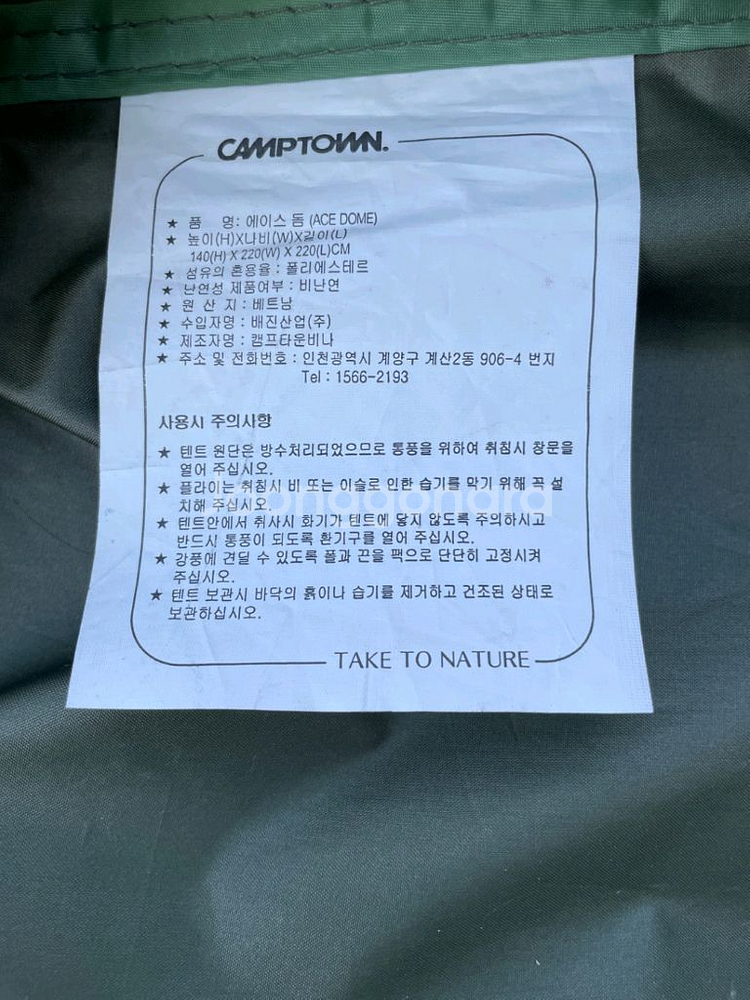 CAMPTOWN.
★ 품 명: 에이스 돔 (ACE DOME)
★ 높이(H)X나비(W)X길이(L)
140(H) X 220(W) X 220(L)CM
★ 섬유의 혼용율 : 폴리에스테르
★ 난연성 제품여부 : 비난연
★ 원 산 지 : 베트남
★ 수입자명 : 배진산업(주)
★ 제조자명 : 캠프타운비나
★ 주소 및 전화번호 : 인천광역시 계양구 계산2동 906-4 번지
Tel : 1566-2193
사용시 주의사항
★ 텐트 원단은 방수처리되었으므로 통풍을 위하여 취침시 창문을
열어 주십시오.
★ 플라이는 취침시 비 또는 이슬로 인한 습기를 막기 위해 꼭 설
치해 주십시오.
joonggonara
★ 텐트안에서 취사시 화기가 텐트에 닿지 않도록 주의하시고
반드시 통풍이 되도록 환기구를 열어 주십시오.
★ 강풍에 견딜 수 있도록 폴과 끈을 팩으로 단단히 고정시켜
주십시오.
★ 텐트 보관시 바닥의 흙이나 습기를 제거하고 건조된 상태로
보관하십시오.
TAKE TO NATURE